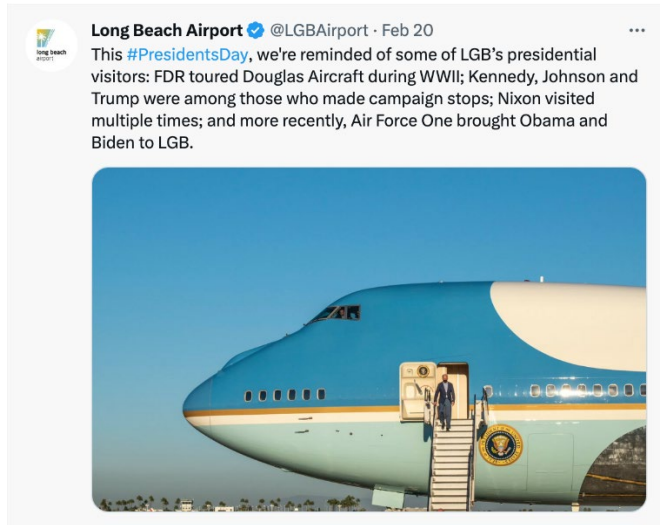 Long Beach Airport @LGBAirport · Feb 20
long beach
airport
This #PresidentsDay, we're reminded of some of LGB's presidential
visitors: FDR toured Douglas Aircraft during WWII; Kennedy, Johnson and
Trump were among those who made campaign stops; Nixon visited
multiple times; and more recently, Air Force One brought Obama and
Biden to LGB.